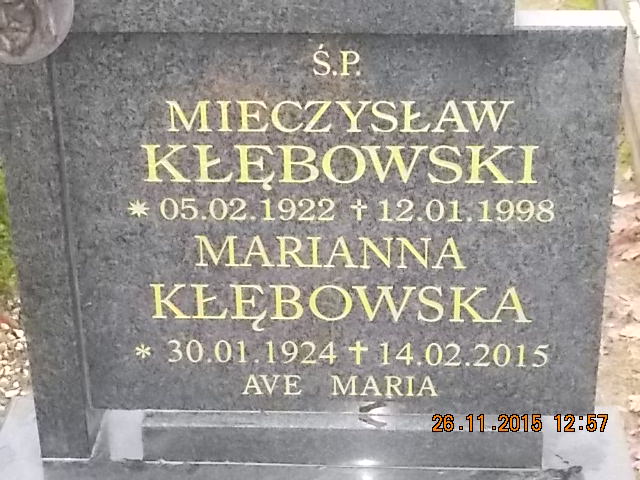 Ś.P.
MIECZYSŁAW
KŁĘBOWSKI
* 05.02.1922 † 12.01.1998
MARIANNA
KŁĘBOWSKA
* 30.01.1924 † 14.02.2015
AVE MARIA
26.11.2015 12:57